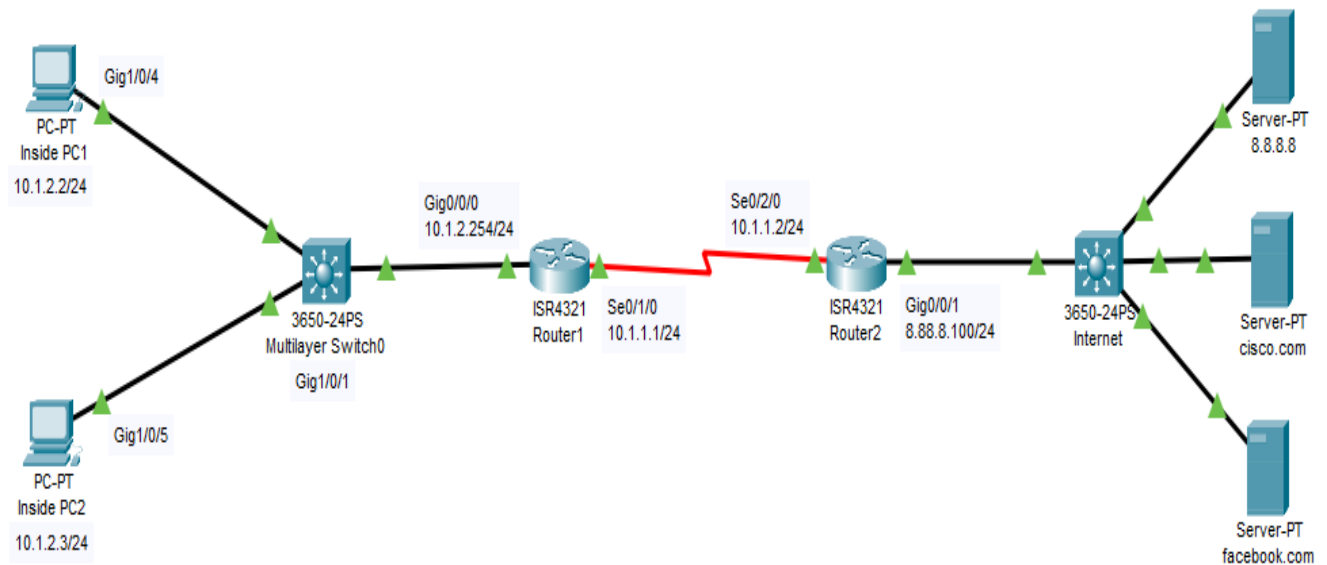 Gig1/0/4
PC-PT
Inside PC1
10.1.2.2/24
Gig1/0/5
PC-PT
Inside PC2
10.1.2.3/24
3650-24PS
Multilayer Switch0
Gig1/0/1
Gig0/0/0
10.1.2.254/24
ISR4321
Router1
Se0/1/0
10.1.1.1/24
Se0/2/0
10.1.1.2/24
ISR4321
Router2
Gig0/0/1
8.88.8.100/24
3650-24PS
Internet
Server-PT
8.8.8.8
Server-PT
cisco.com
Server-PT
facebook.com